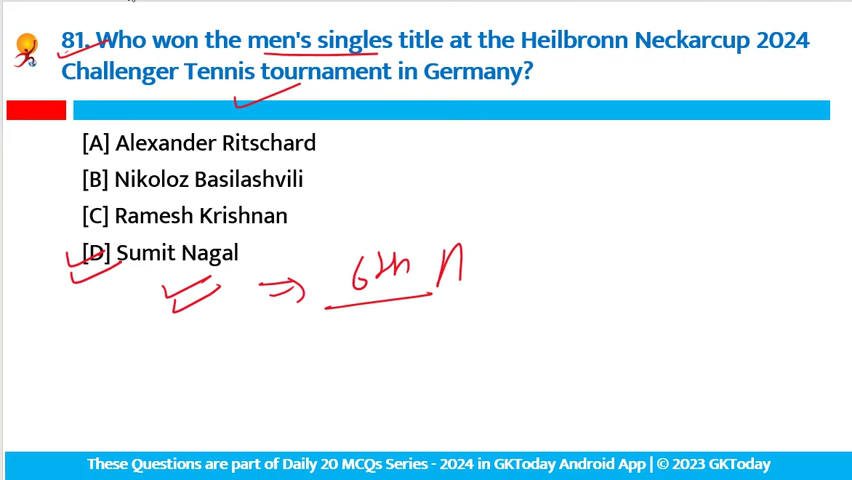 81. Who won the men's singles title at the Heilbronn Neckarcup 2024
Challenger Tennis tournament in Germany?
[A] Alexander Ritschard
[B] Nikoloz Basilashvili
[C] Ramesh Krishnan
[D] Sumit Nagal
6th
These Questions are part of Daily 20 MCQs Series - 2024 in GKToday Android App | © 2023 GKToday